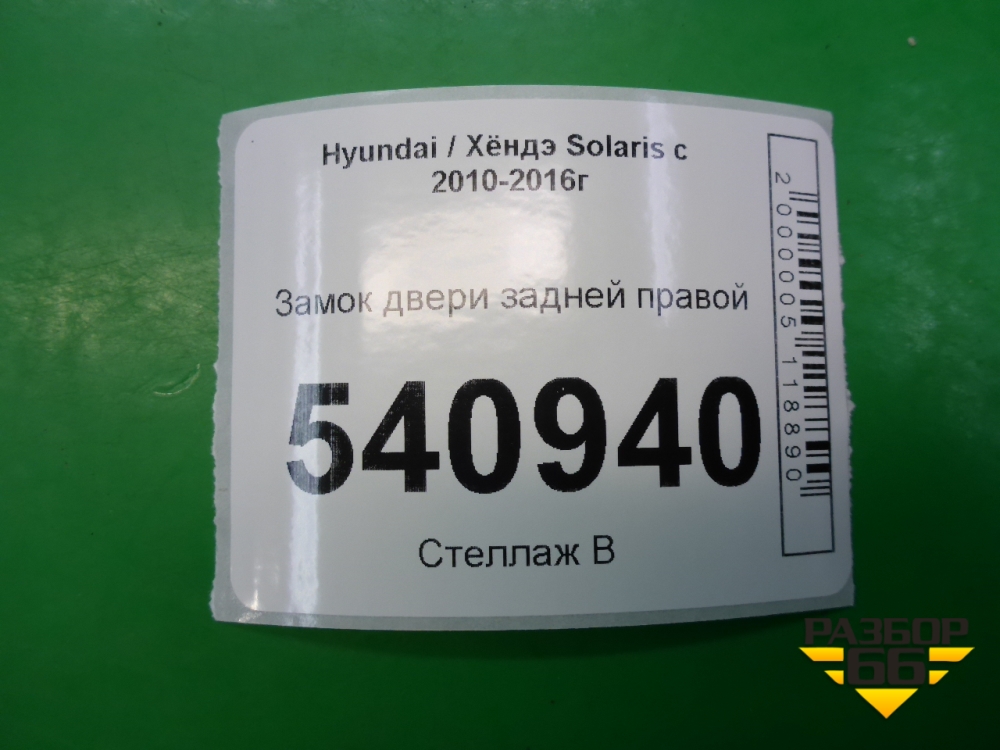 Hyundai / Хёндэ Solaris с
2010-2016г
Замок двери задней правой
540940
Стеллаж В
2000005118890
РАЗБОР
66